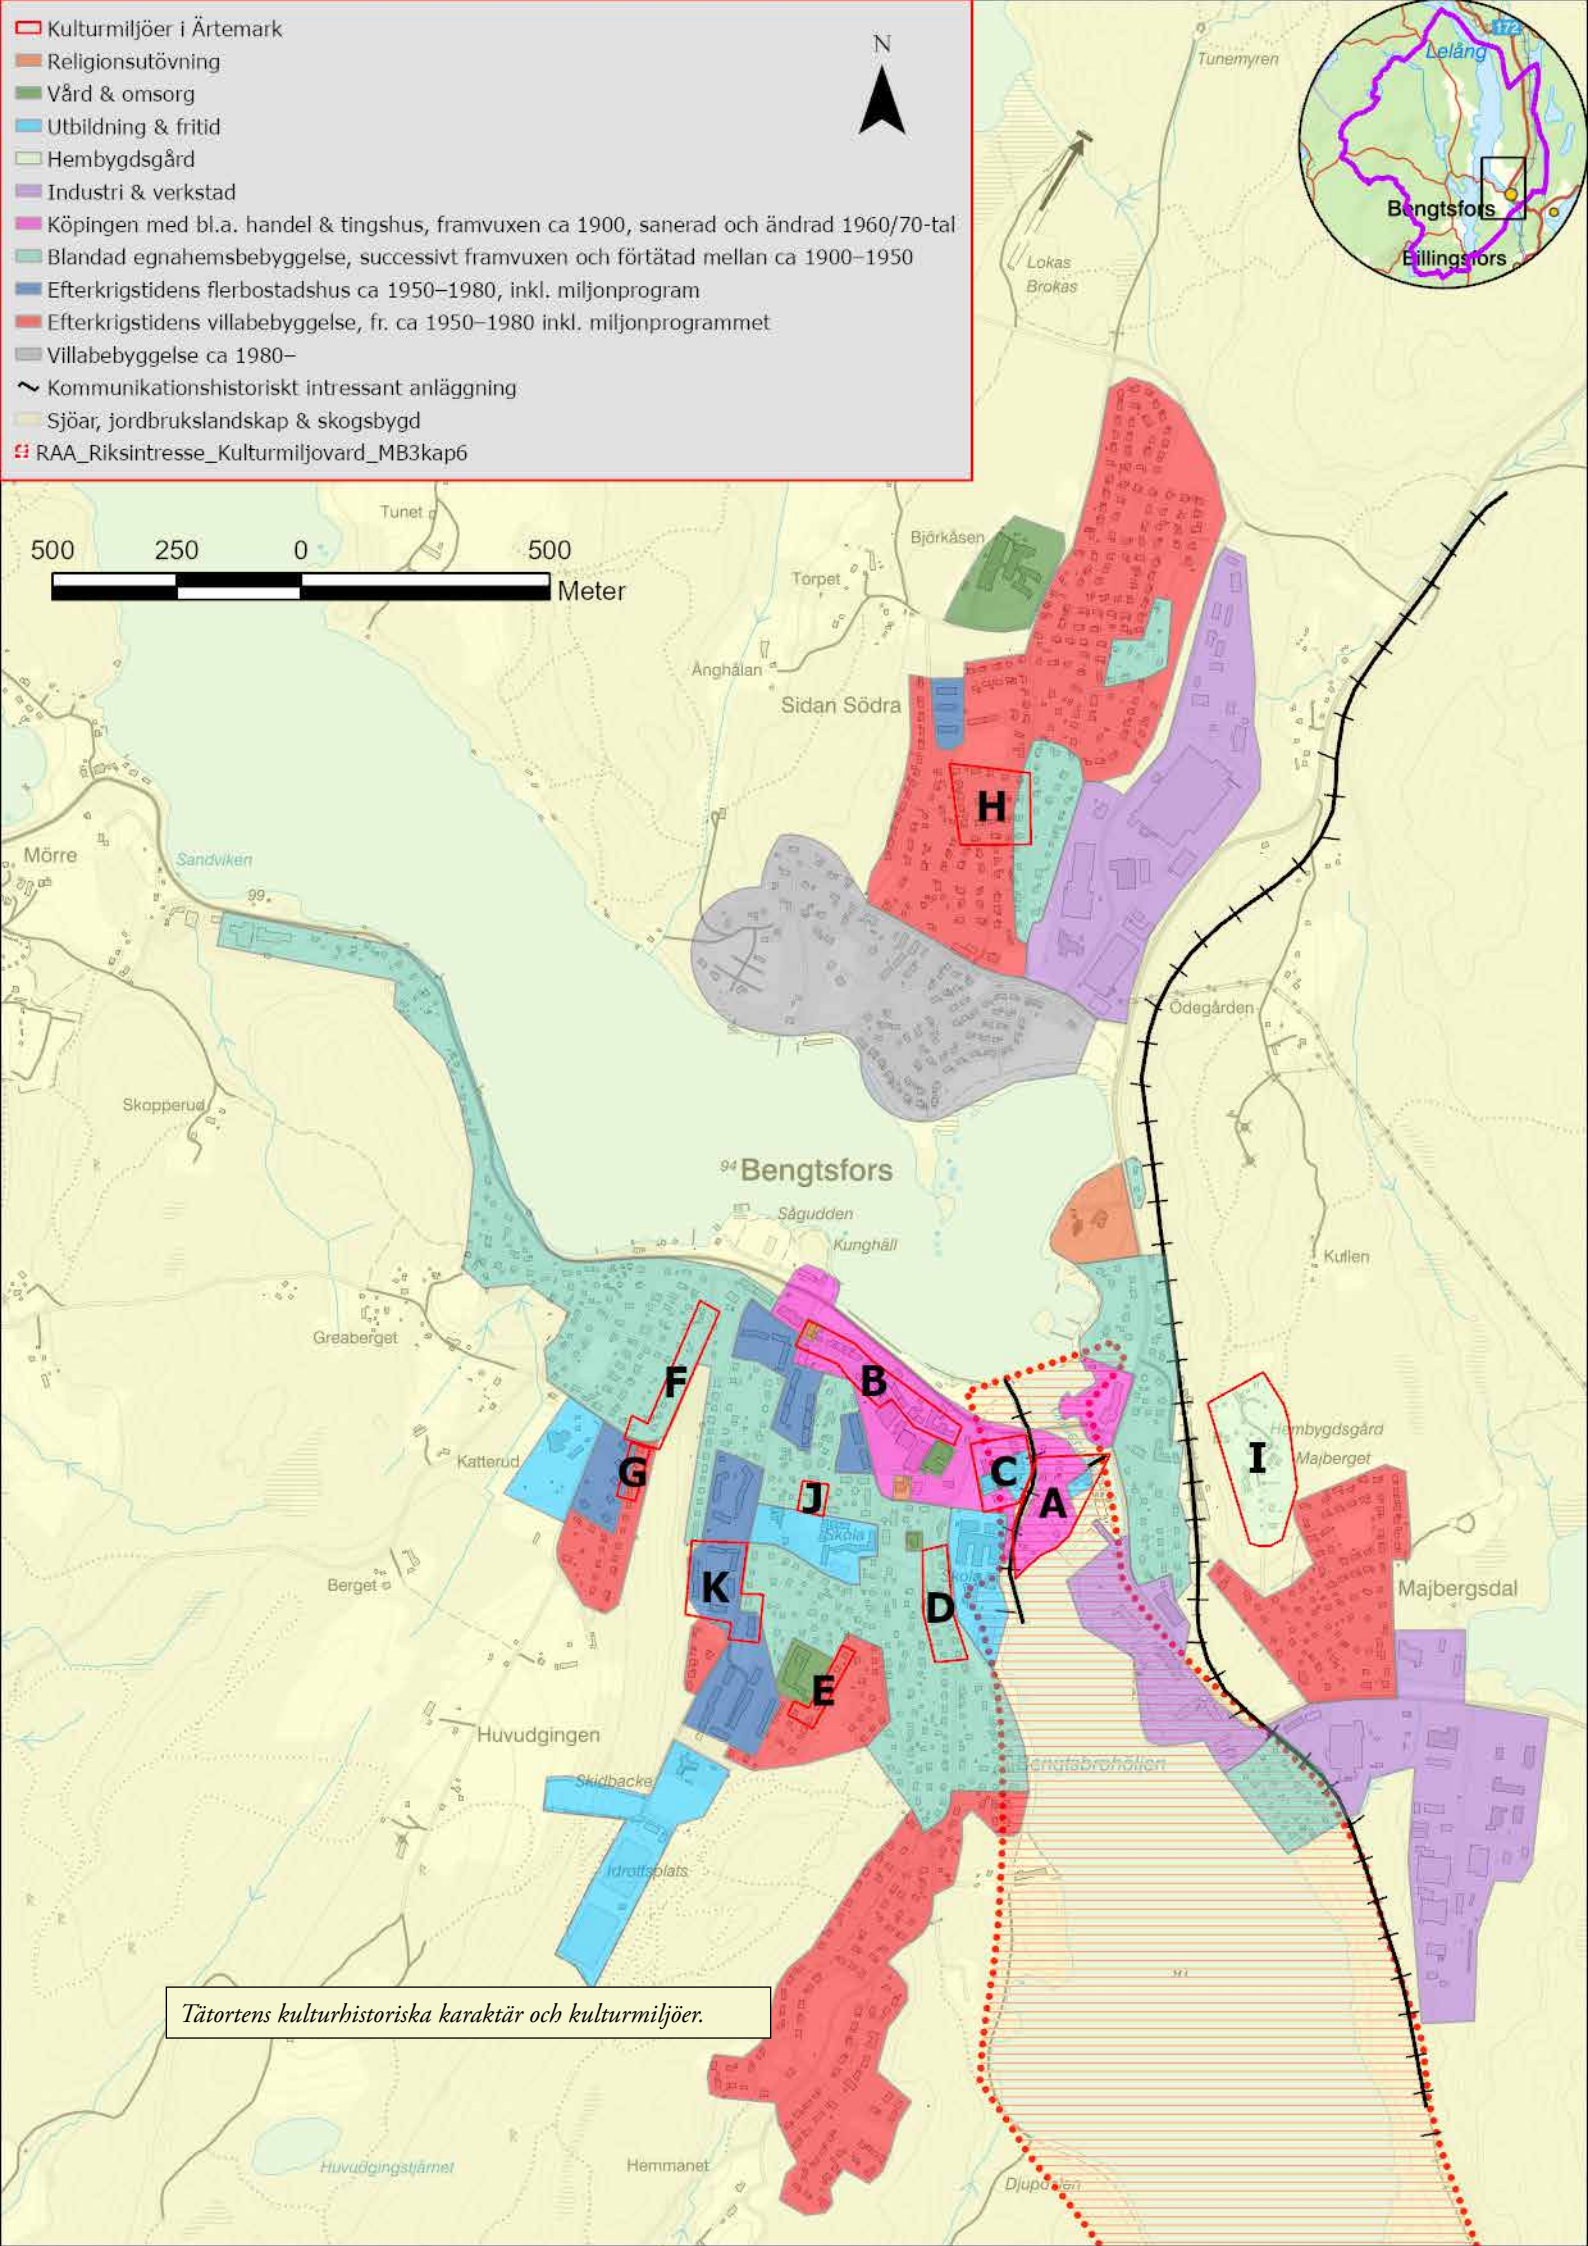 Kulturmiljöer i Ärtemark
Religionsutövning
Vård & omsorg
Utbildning & fritid
Hembygdsgård
Industri & verkstad
Köpingen med bl.a. handel & tingshus, framvuxen ca 1900, sanerad och ändrad 1960/70-tal
Blandad egnahemsbebyggelse, successivt framvuxen och förtätad mellan ca 1900–1950
Efterkrigstidens flerbostadshus ca 1950–1980, inkl. miljonprogram
Efterkrigstidens villabebyggelse, fr. ca 1950–1980 inkl. miljonprogrammet
Villabebyggelse ca 1980–
Kommunikationshistoriskt intressant anläggning
Sjöar, jordbrukslandskap & skogsbygd
RAA_Riksintresse_Kulturmiljovard_MB3kap6
N
172
Lelång
Bengtsfors
Billingsfors
Tunemyren
Lokas
Brokas
Tunet
500 250 0 500
Meter
Björkåsen
Torpet
Änghålan
Sidan Södra
H
Mörre
Sandviken
99
Ödegården
Skopperud
94 Bengtsfors
Sågudden
Kunghäll
Kullen
Greaberget
F
B
Hembygdsgård
Majberget
I
Katterud
G
C
J
A
Skola
Skola
Berget
K
D
Majbergsdal
E
Huvudgingen
Bengtsbrohöljen
Skidbacke
Idrottsplats
94
Tätortens kulturhistoriska karaktär och kulturmiljöer.
Huvudgingstjärnet
Hemmanet
Djupdalen